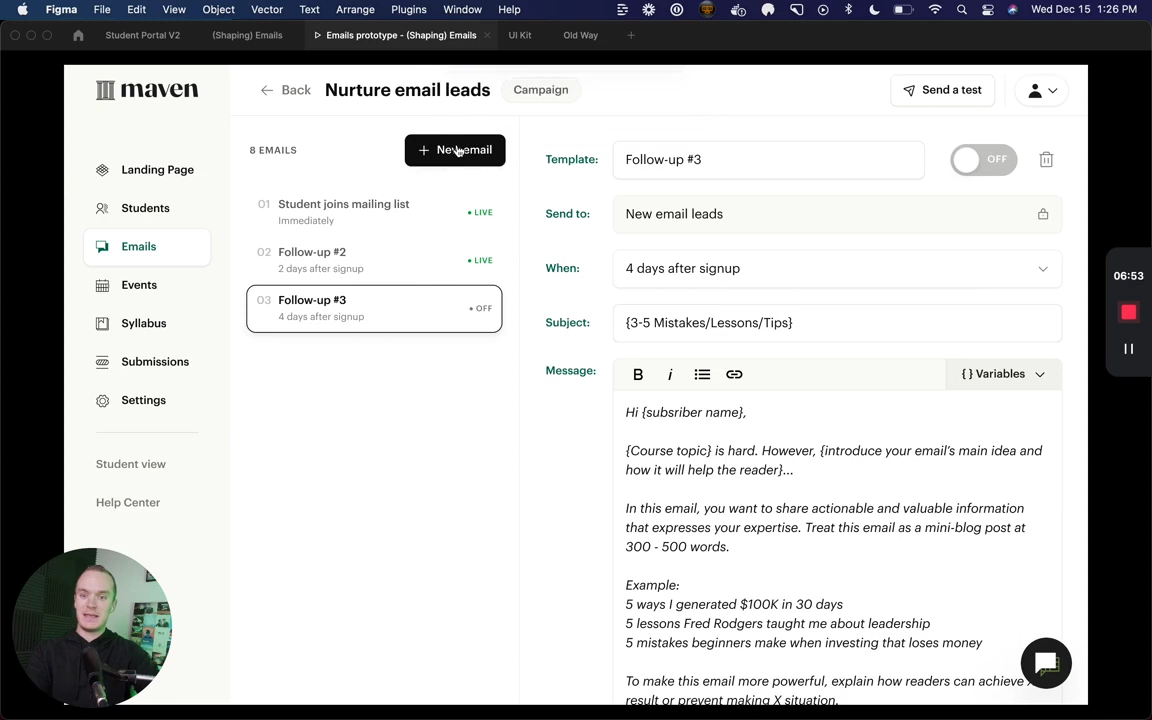 Figma File Edit View Object Vector Text Arrange Plugins Window Help Wed Dec 15 1:26 PM
Student Portal V2 (Shaping) Emails Emails prototype - (Shaping) Emails UI Kit Old Way
maven
Back Nurture email leads Campaign Send a test
8 EMAILS + New email
Template: Follow-up #3 OFF
Landing Page
Students
Emails
Events
Syllabus
Submissions
Settings
Student view
Help Center
01 Student joins mailing list
Immediately
• LIVE
02 Follow-up #2
2 days after signup
• LIVE
03 Follow-up #3
4 days after signup
• OFF
Send to: New email leads
When: 4 days after signup
Subject: {3-5 Mistakes/Lessons/Tips}
Message: B i { } Variables
Hi {subsriber name},
{Course topic} is hard. However, {introduce your email's main idea and
how it will help the reader}...
In this email, you want to share actionable and valuable information
that expresses your expertise. Treat this email as a mini-blog post at
300 - 500 words.
Example:
5 ways I generated $100K in 30 days
5 lessons Fred Rodgers taught me about leadership
5 mistakes beginners make when investing that loses money
To make this email more powerful, explain how readers can achieve X
result or prevent making X situation.
06:53